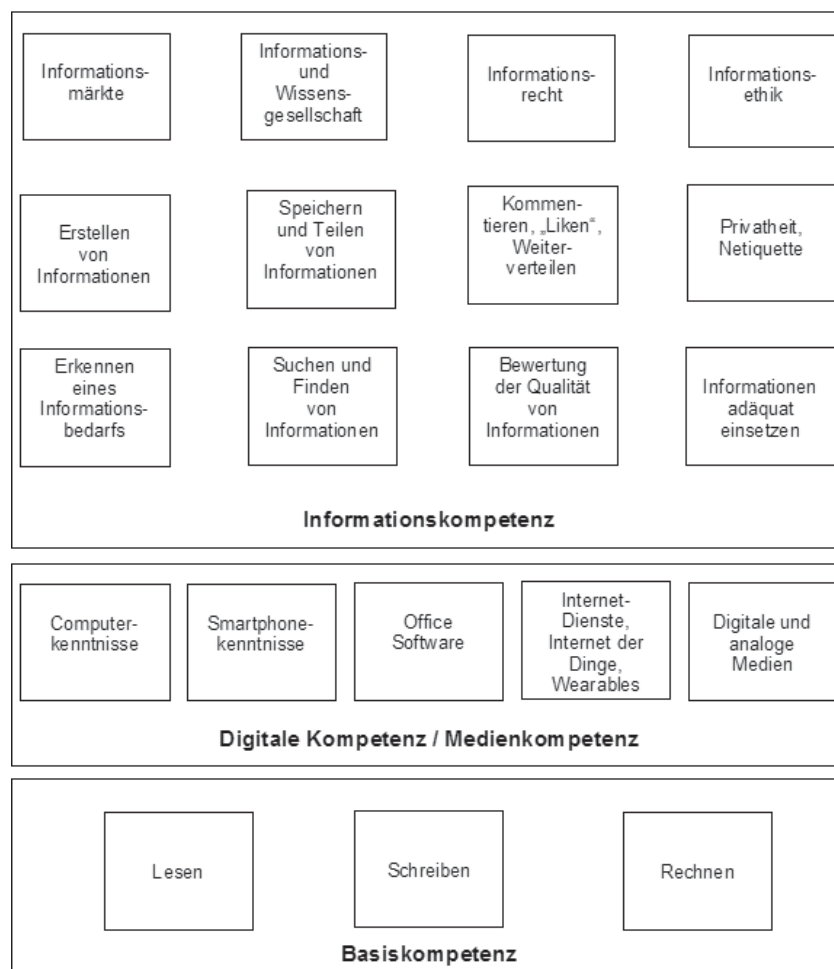 Informations-
märkte
Informations-
und
Wissens-
gesellschaft
Informations-
recht
Informations-
ethik
Erstellen
von
Informationen
Speichern
und Teilen
von
Informationen
Kommen-
tieren, „Liken“,
Weiter-
verteilen
Privatheit,
Netiquette
Erkennen
eines
Informations-
bedarfs
Suchen und
Finden
von
Informationen
Bewertung
der Qualität
von
Informationen
Informationen
adäquat
einsetzen
Informationskompetenz
Computer-
kenntnisse
Smartphone-
kenntnisse
Office
Software
Internet-
Dienste,
Internet der
Dinge,
Wearables
Digitale und
analoge
Medien
Digitale Kompetenz / Medienkompetenz
Lesen
Schreiben
Rechnen
Basiskompetenz